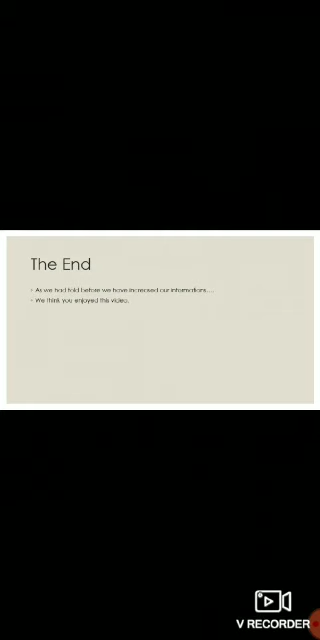 The End
As we had told before we have increased our informations....
We think you enjoyed this video.
V RECORDER